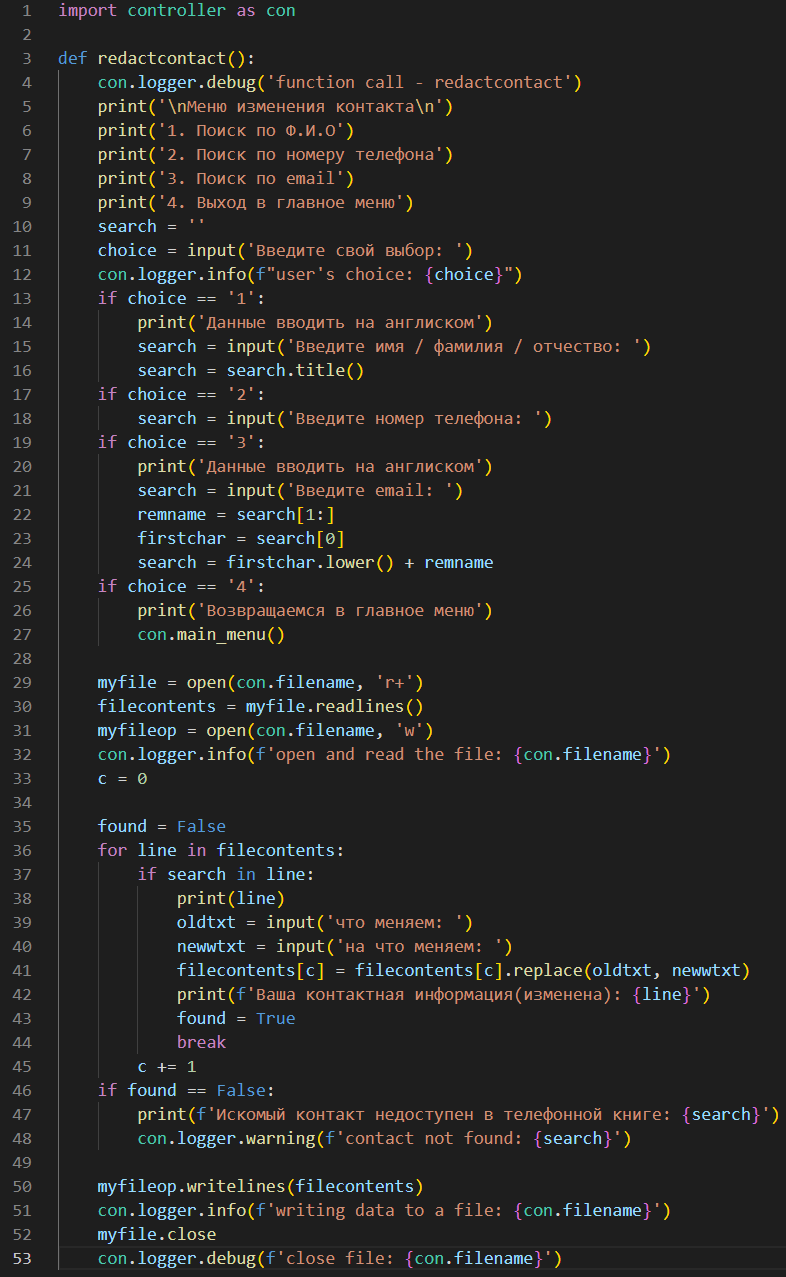 1 import controller as con
2
3 def redactcontact():
4     con.logger.debug('function call - redactcontact')
5     print('\nМеню изменения контакта\n')
6     print('1. Поиск по Ф.И.О')
7     print('2. Поиск по номеру телефона')
8     print('3. Поиск по email')
9     print('4. Выход в главное меню')
10     search = ''
11     choice = input('Введите свой выбор: ')
12     con.logger.info(f"user's choice: {choice}")
13     if choice == '1':
14         print('Данные вводить на англиском')
15         search = input('Введите имя / фамилия / отчество: ')
16         search = search.title()
17     if choice == '2':
18         search = input('Введите номер телефона: ')
19     if choice == '3':
20         print('Данные вводить на англиском')
21         search = input('Введите email: ')
22         remname = search[1:]
23         firstchar = search[0]
24         search = firstchar.lower() + remname
25     if choice == '4':
26         print('Возвращаемся в главное меню')
27         con.main_menu()
28
29     myfile = open(con.filename, 'r+')
30     filecontents = myfile.readlines()
31     myfileop = open(con.filename, 'w')
32     con.logger.info(f'open and read the file: {con.filename}')
33     c = 0
34
35     found = False
36     for line in filecontents:
37         if search in line:
38             print(line)
39             oldtxt = input('что меняем: ')
40             newwtxt = input('на что меняем: ')
41             filecontents[c] = filecontents[c].replace(oldtxt, newwtxt)
42             print(f'Ваша контактная информация(изменена): {line}')
43             found = True
44             break
45         c += 1
46     if found == False:
47         print(f'Искомый контакт недоступен в телефонной книге: {search}')
48         con.logger.warning(f'contact not found: {search}')
49
50     myfileop.writelines(filecontents)
51     con.logger.info(f'writing data to a file: {con.filename}')
52     myfile.close
53     con.logger.debug(f'close file: {con.filename}')